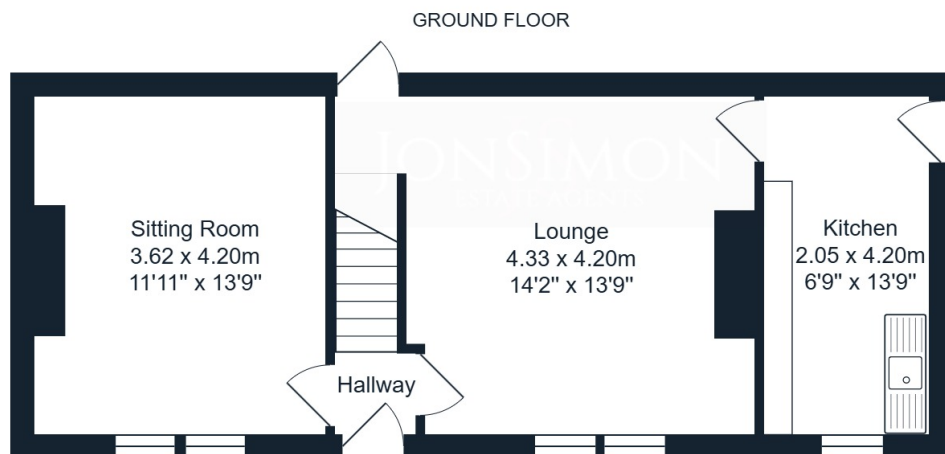 GROUND FLOOR
JONSIMON
ESTATE AGENTS
Sitting Room
3.62 x 4.20m
11'11" x 13'9"
Lounge
4.33 x 4.20m
14'2" x 13'9"
Kitchen
2.05 x 4.20m
6'9" x 13'9"
Hallway